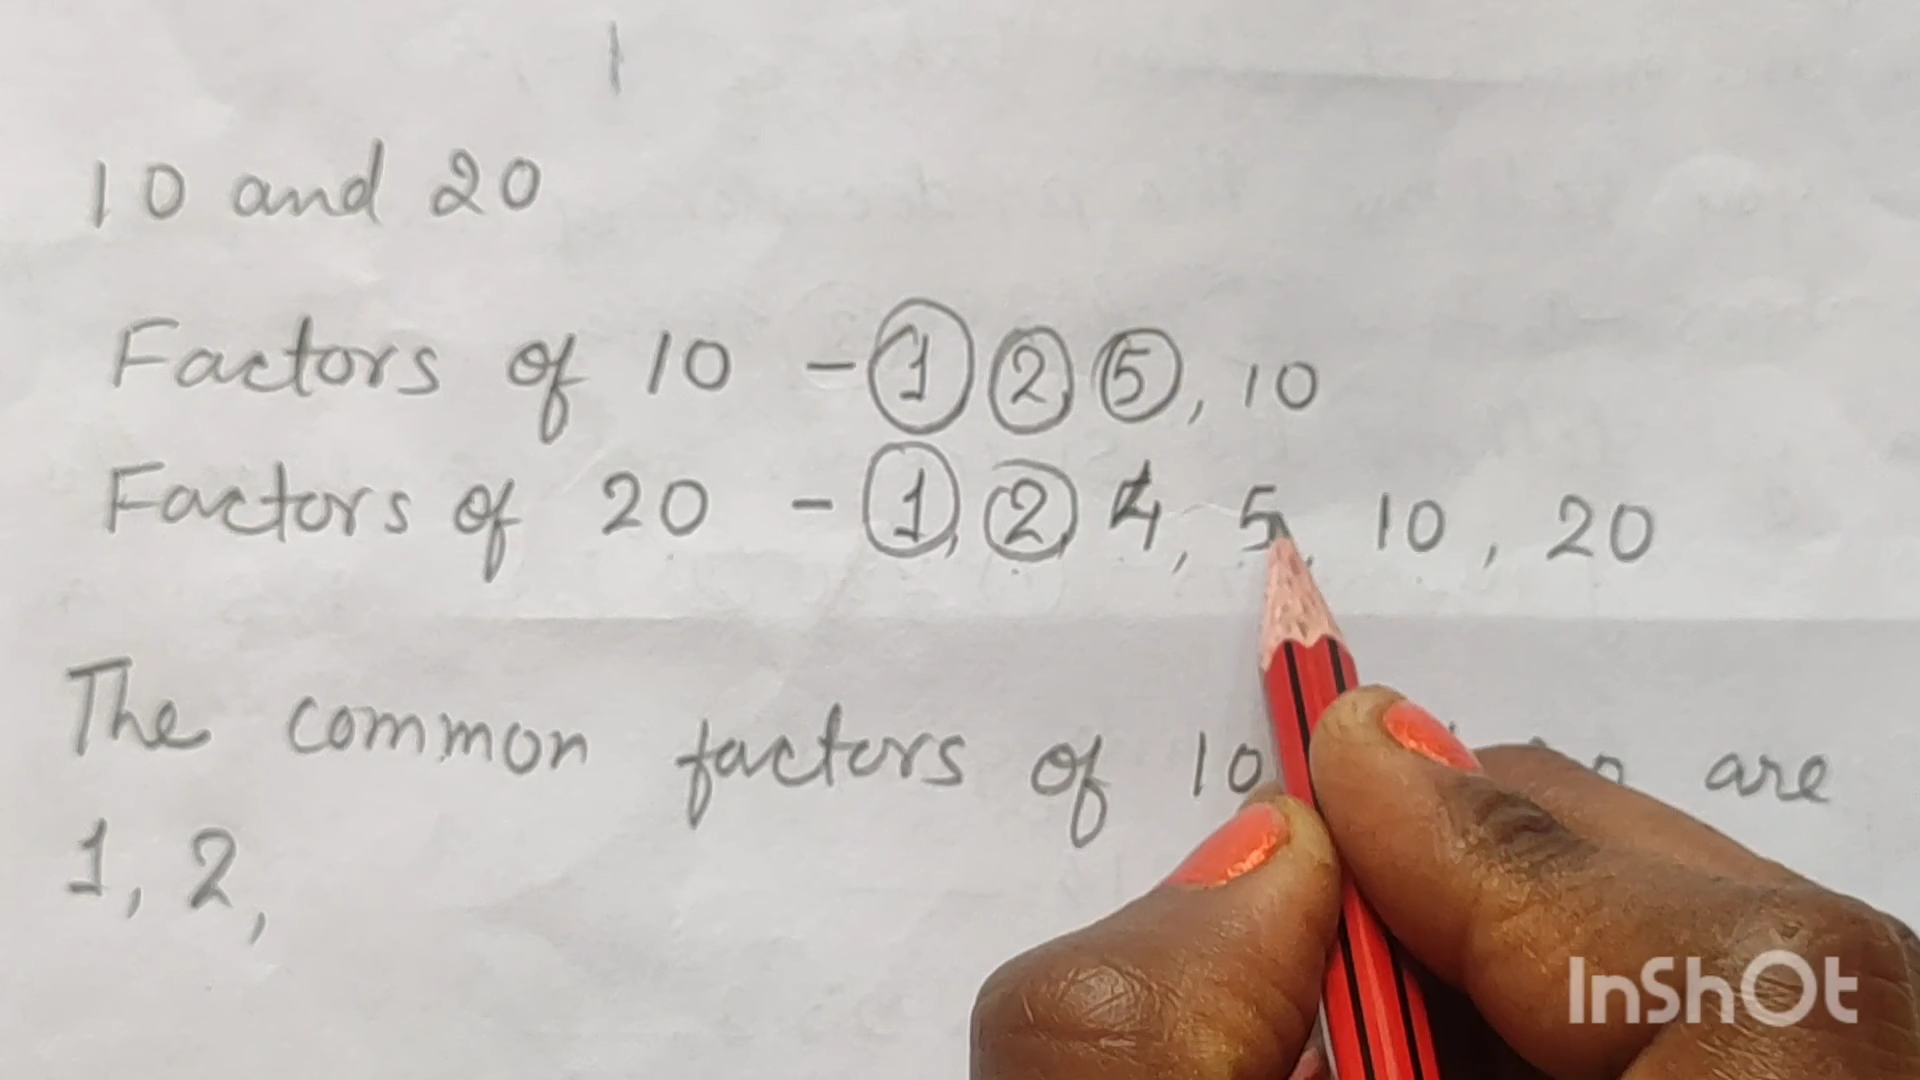 10 and 20
Factors of 10 - 1 2, 5, 10
Factors of 20 - 1, 2, 4, 5, 10, 20
The common factors of 10 are
1, 2,
InShOt